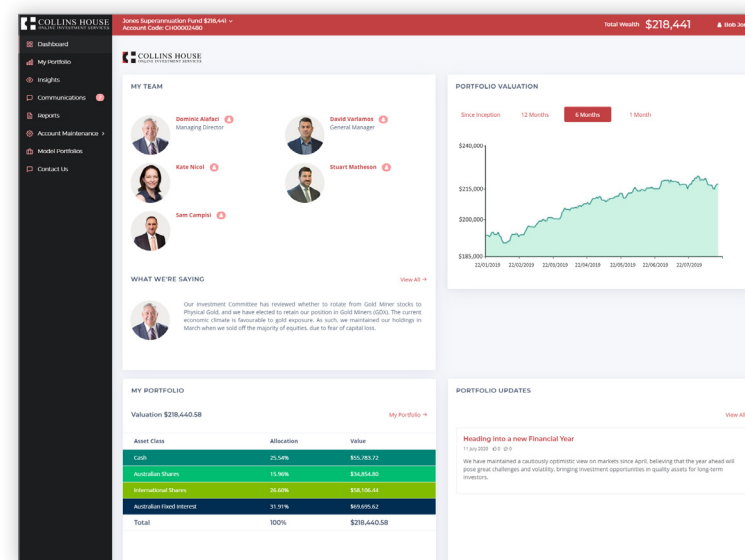 COLLINS HOUSE
ONLINE INVESTMENT SERVICES
Jones Superannuation Fund $218,441
Account Code: CH00002480
Total Wealth $218,441
Bob Jon
Dashboard
My Portfolio
Insights
Communications
Reports
Account Maintenance >
Model Portfolios
Contact Us
COLLINS HOUSE
ONLINE INVESTMENT SERVICES
MY TEAM
Dominic Alafaci
Managing Director
David Varlamos
General Manager
Kate Nicol
Stuart Matheson
Sam Campisi
WHAT WE'RE SAYING
View All →
Our Investment Committee has reviewed whether to rotate from Gold Miner stocks to
Physical Gold, and we have elected to retain our position in Gold Miners (GDX). The current
economic climate is favourable to gold exposure. As such, we maintained our holdings in
March when we sold off the majority of equities, due to fear of capital loss.
PORTFOLIO VALUATION
Since Inception 12 Months 6 Months 1 Month
$240,000
$215,000
$200,000
$185,000
22/01/2019 22/02/2019 22/03/2019 22/04/2019 22/05/2019 22/06/2019 22/07/2019
MY PORTFOLIO
Valuation $218,440.58 My Portfolio →
Asset Class Allocation Value
Cash 25.54% $55,783.72
Australian Shares 15.96% $34,854.80
International Shares 26.60% $58,106.44
Australian Fixed Interest 31.91% $69,695.62
Total 100% $218,440.58
PORTFOLIO UPDATES
View All
Heading into a new Financial Year
11 July 2020 0 0
We have maintained a cautiously optimistic view on markets since April, believing that the year ahead will
pose great challenges and volatility, bringing investment opportunities in quality assets for long-term
investors.